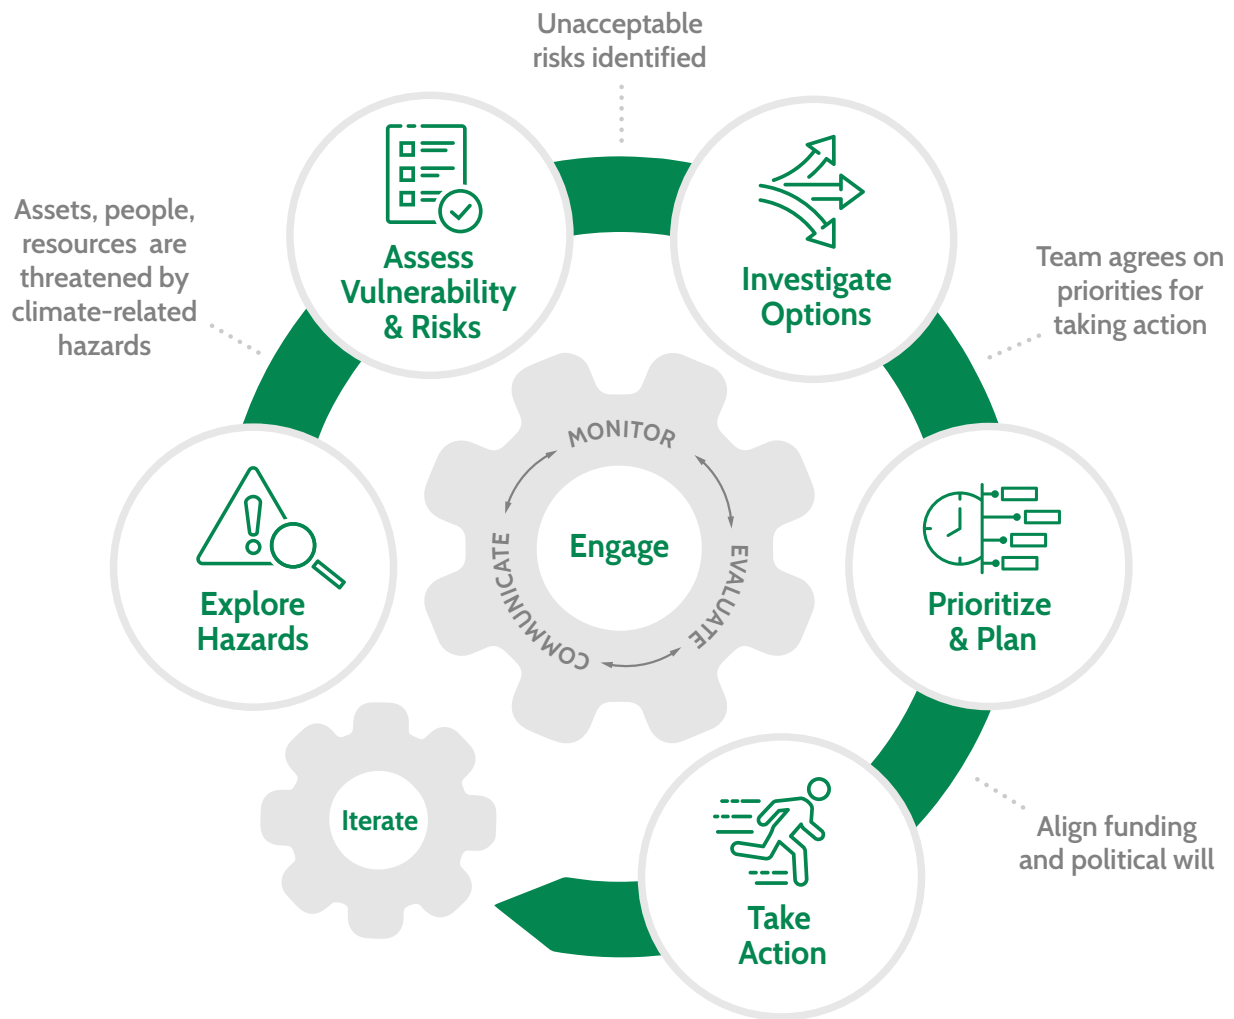 Unacceptable
risks identified
Assess
Vulnerability
& Risks
Investigate
Options
Assets, people,
resources are
threatened by
climate-related
hazards
Team agrees on
priorities for
taking action
MONITOR
EVALUATE
COMMUNICATE
Engage
Explore
Hazards
Prioritize
& Plan
Iterate
Align funding
and political will
Take
Action